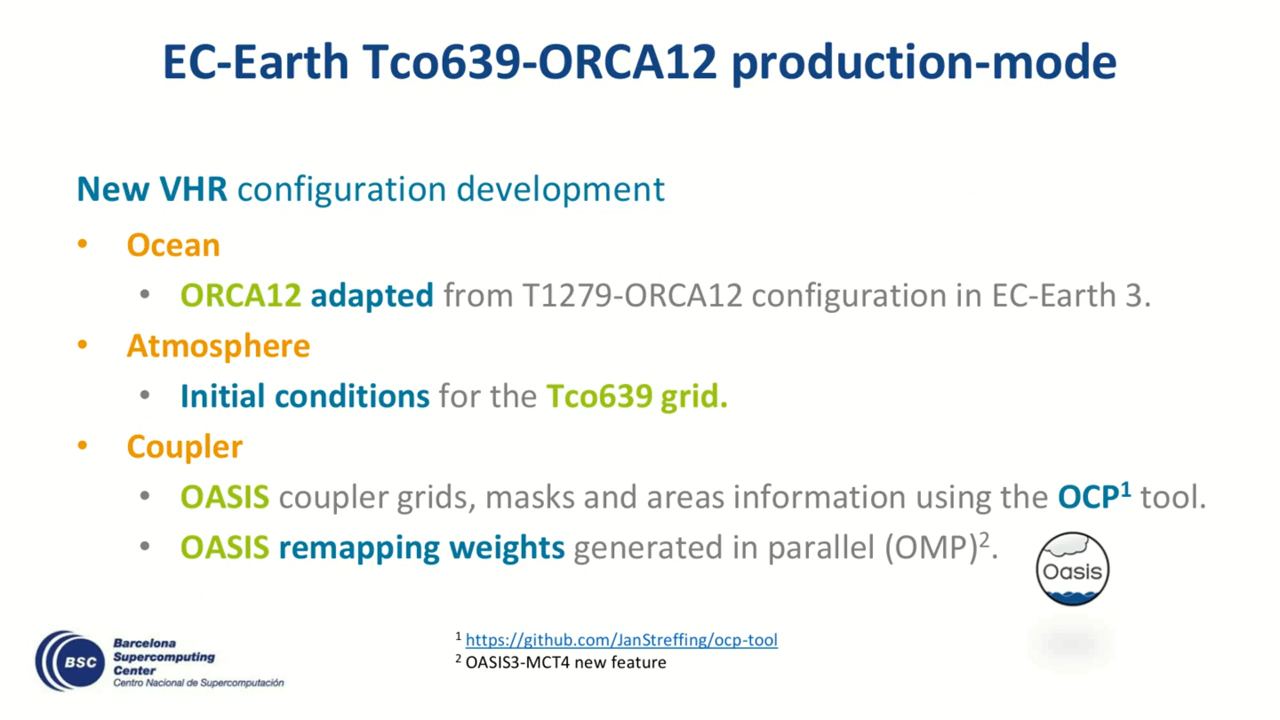 EC-Earth Tco639-ORCA12 production-mode
New VHR configuration development
• Ocean
• ORCA12 adapted from T1279-ORCA12 configuration in EC-Earth 3.
• Atmosphere
• Initial conditions for the Tco639 grid.
• Coupler
• OASIS coupler grids, masks and areas information using the OCP¹ tool.
• OASIS remapping weights generated in parallel (OMP)².
Oasis
BSC
Barcelona
Supercomputing
Center
Centro Nacional de Supercomputación
¹ https://github.com/JanStreffing/ocp-tool
² OASIS3-MCT4 new feature